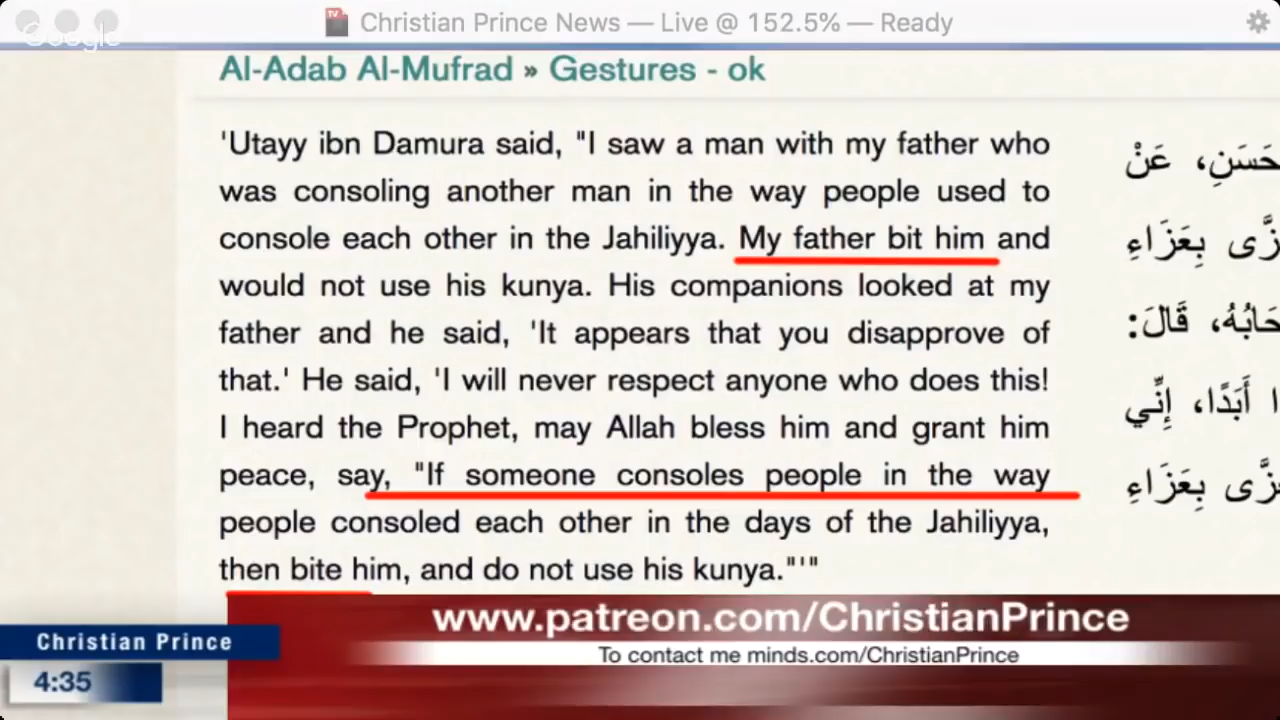 Christian Prince News — Live @ 152.5% — Ready
Google
Al-Adab Al-Mufrad » Gestures - ok
'Utayy ibn Damura said, "I saw a man with my father who
was consoling another man in the way people used to
console each other in the Jahiliyya. My father bit him and
would not use his kunya. His companions looked at my
father and he said, 'It appears that you disapprove of
that.' He said, 'I will never respect anyone who does this!
I heard the Prophet, may Allah bless him and grant him
peace, say, "If someone consoles people in the way
people consoled each other in the days of the Jahiliyya,
then bite him, and do not use his kunya."'"
حَسَنِ، عَنْ
زَّى بِعَزَاءِ
حَابُهُ، قَالَ:
ا أَبَدًا، إِنِّي
زَّى بِعَزَاءِ
www.patreon.com/ChristianPrince
To contact me minds.com/ChristianPrince
Christian Prince
4:35